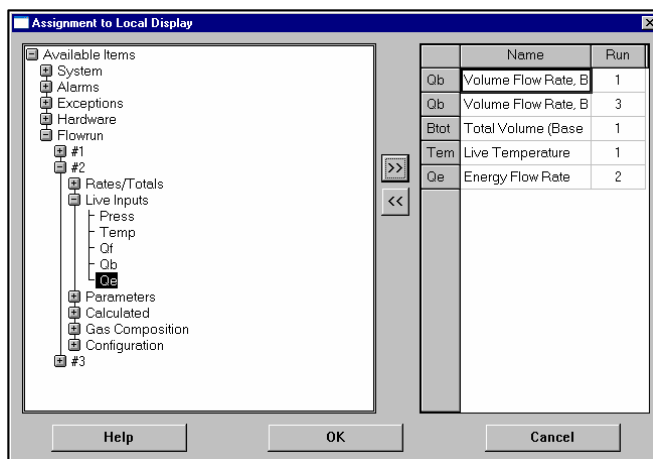 Assignment to Local Display
Available Items
System
Alarms
Exceptions
Hardware
Flowrun
#1
#2
Rates/Totals
Live Inputs
Press
Temp
Qf
Qb
Qe
Parameters
Calculated
Gas Composition
Configuration
#3
>>
<<
Name Run
Qb Volume Flow Rate, B 1
Qb Volume Flow Rate, B 3
Btot Total Volume (Base 1
Tem Live Temperature 1
Qe Energy Flow Rate 2
Help OK Cancel